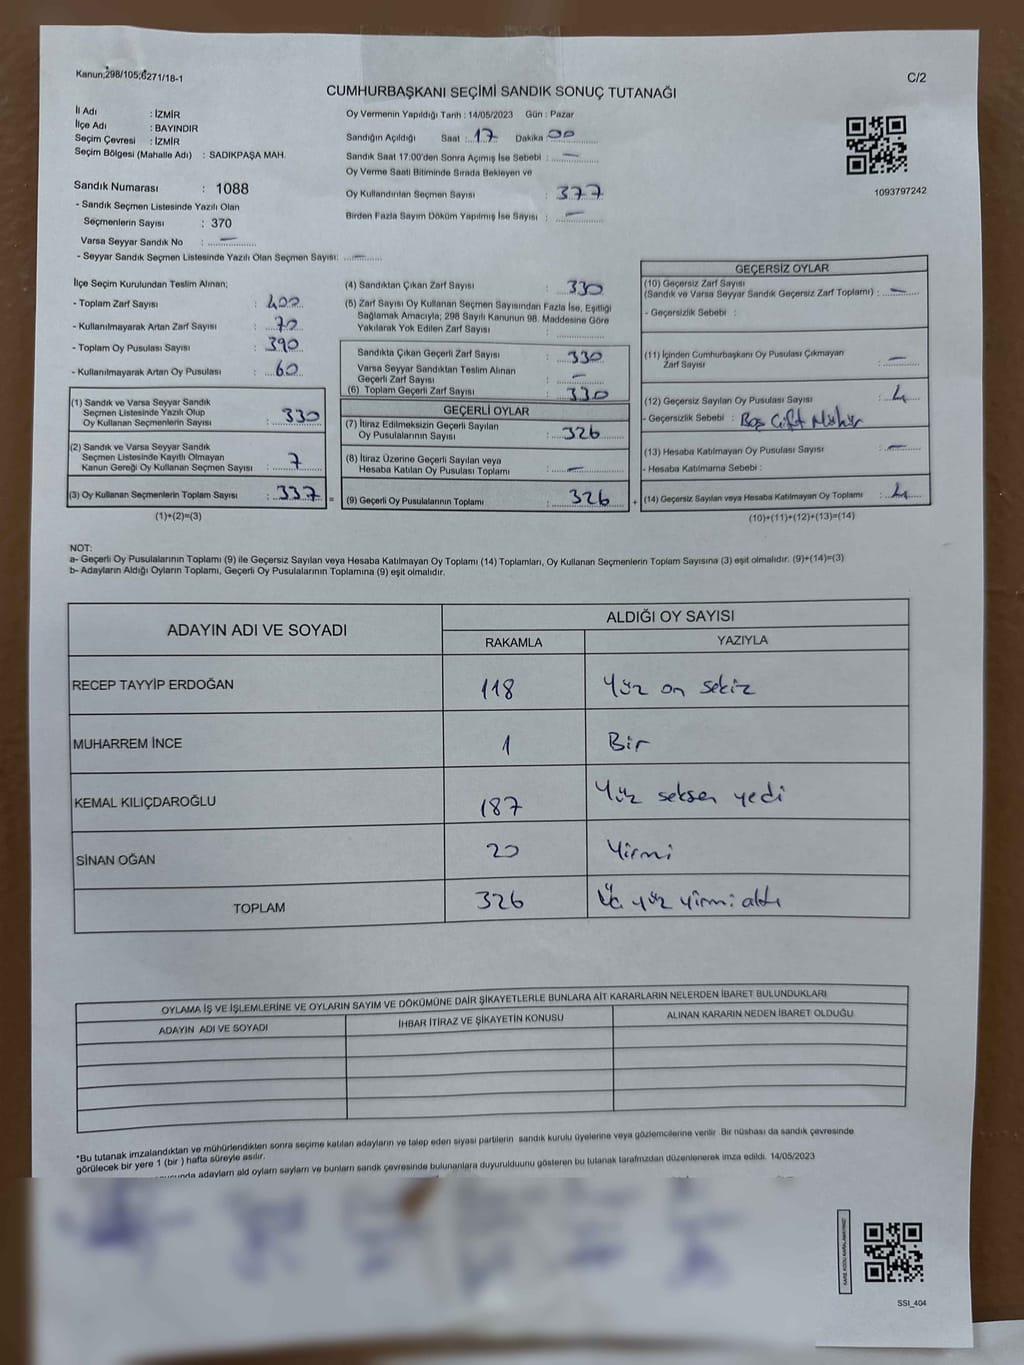 Kanun;298/105;6271/18-1
C/2
CUMHURBAŞKANI SEÇİMİ SANDIK SONUÇ TUTANAĞI
İl Adı : İZMİR
İlçe Adı : BAYINDIR
Seçim Çevresi : İZMİR
Seçim Bölgesi (Mahalle Adı) : SADIKPAŞA MAH.
Sandık Numarası : 1088
- Sandık Seçmen Listesinde Yazılı Olan
Seçmenlerin Sayısı : 370
Varsa Seyyar Sandık No : —
- Seyyar Sandık Seçmen Listesinde Yazılı Olan Seçmen Sayısı: —
Oy Vermenin Yapıldığı Tarih : 14/05/2023 Gün : Pazar
Sandığın Açıldığı Saat : 17 Dakika : 00
Sandık Saat 17:00'den Sonra Açılmış İse Sebebi : —
Oy Verme Saati Bitiminde Sırada Bekleyen ve
Oy Kullandırılan Seçmen Sayısı : 377
Birden Fazla Sayım Döküm Yapılmış İse Sayısı : —
1093797242
İlçe Seçim Kurulundan Teslim Alınan;
- Toplam Zarf Sayısı : 400
- Kullanılmayarak Artan Zarf Sayısı : 70
- Toplam Oy Pusulası Sayısı : 390
- Kullanılmayarak Artan Oy Pusulası : 60
(1) Sandık ve Varsa Seyyar Sandık
Seçmen Listesinde Yazılı Olup
Oy Kullanan Seçmenlerin Sayısı : 330
(2) Sandık ve Varsa Seyyar Sandık
Seçmen Listesinde Kayıtlı Olmayan
Kanun Gereği Oy Kullanan Seçmen Sayısı : 7
(3) Oy Kullanan Seçmenlerin Toplam Sayısı : 337
(1)+(2)=(3)
=
(4) Sandıktan Çıkan Zarf Sayısı : 330
(5) Zarf Sayısı Oy Kullanan Seçmen Sayısından Fazla İse, Eşitliği
Sağlamak Amacıyla; 298 Sayılı Kanunun 98. Maddesine Göre
Yakılarak Yok Edilen Zarf Sayısı :
Sandıkta Çıkan Geçerli Zarf Sayısı : 330
Varsa Seyyar Sandıktan Teslim Alınan
Geçerli Zarf Sayısı : —
(6) Toplam Geçerli Zarf Sayısı : 330
GEÇERLİ OYLAR
(7) İtiraz Edilmeksizin Geçerli Sayılan
Oy Pusulalarının Sayısı : 326
(8) İtiraz Üzerine Geçerli Sayılan veya
Hesaba Katılan Oy Pusulası Toplamı : —
(9) Geçerli Oy Pusulalarının Toplamı : 326
+
GEÇERSİZ OYLAR
(10) Geçersiz Zarf Sayısı
(Sandık ve Varsa Seyyar Sandık Geçersiz Zarf Toplamı) : —
- Geçersizlik Sebebi :
(11) İçinden Cumhurbaşkanı Oy Pusulası Çıkmayan
Zarf Sayısı : —
(12) Geçersiz Sayılan Oy Pusulası Sayısı : 4
- Geçersizlik Sebebi : Boş Çift Mühür
(13) Hesaba Katılmayan Oy Pusulası Sayısı : —
- Hesaba Katılmama Sebebi :
(14) Geçersiz Sayılan veya Hesaba Katılmayan Oy Toplamı : 4
(10)+(11)+(12)+(13)=(14)
NOT:
a- Geçerli Oy Pusulalarının Toplamı (9) ile Geçersiz Sayılan veya Hesaba Katılmayan Oy Toplamı (14) Toplamları, Oy Kullanan Seçmenlerin Toplam Sayısına (3) eşit olmalıdır. (9)+(14)=(3)
b- Adayların Aldığı Oyların Toplamı, Geçerli Oy Pusulalarının Toplamına (9) eşit olmalıdır.
ADAYIN ADI VE SOYADI
ALDIĞI OY SAYISI
RAKAMLA YAZIYLA
RECEP TAYYİP ERDOĞAN 118 Yüz on sekiz
MUHARREM İNCE 1 Bir
KEMAL KILIÇDAROĞLU 187 Yüz seksen yedi
SİNAN OĞAN 20 Yirmi
TOPLAM 326 Üç yüz yirmi altı
OYLAMA İŞ VE İŞLEMLERİNE VE OYLARIN SAYIM VE DÖKÜMÜNE DAİR ŞİKAYETLERLE BUNLARA AİT KARARLARIN NELERDEN İBARET BULUNDUKLARI
ADAYIN ADI VE SOYADI İHBAR İTİRAZ VE ŞİKAYETİN KONUSU ALINAN KARARIN NEDEN İBARET OLDUĞU
*Bu tutanak imzalandıktan ve mühürlendikten sonra seçime katılan adayların ve talep eden siyasi partilerin sandık kurulu üyelerine veya gözlemcilerine verilir. Bir nüshası da sandık çevresinde
görülecek bir yere 1 (bir ) hafta süreyle asılır.
adayların ald oyların sayların ve bunların sandık çevresinde bulunanlara duyurulduunu gösteren bu tutanak tarafmzdan düzenlenerek imza edildi. 14/05/2023
SSI_404